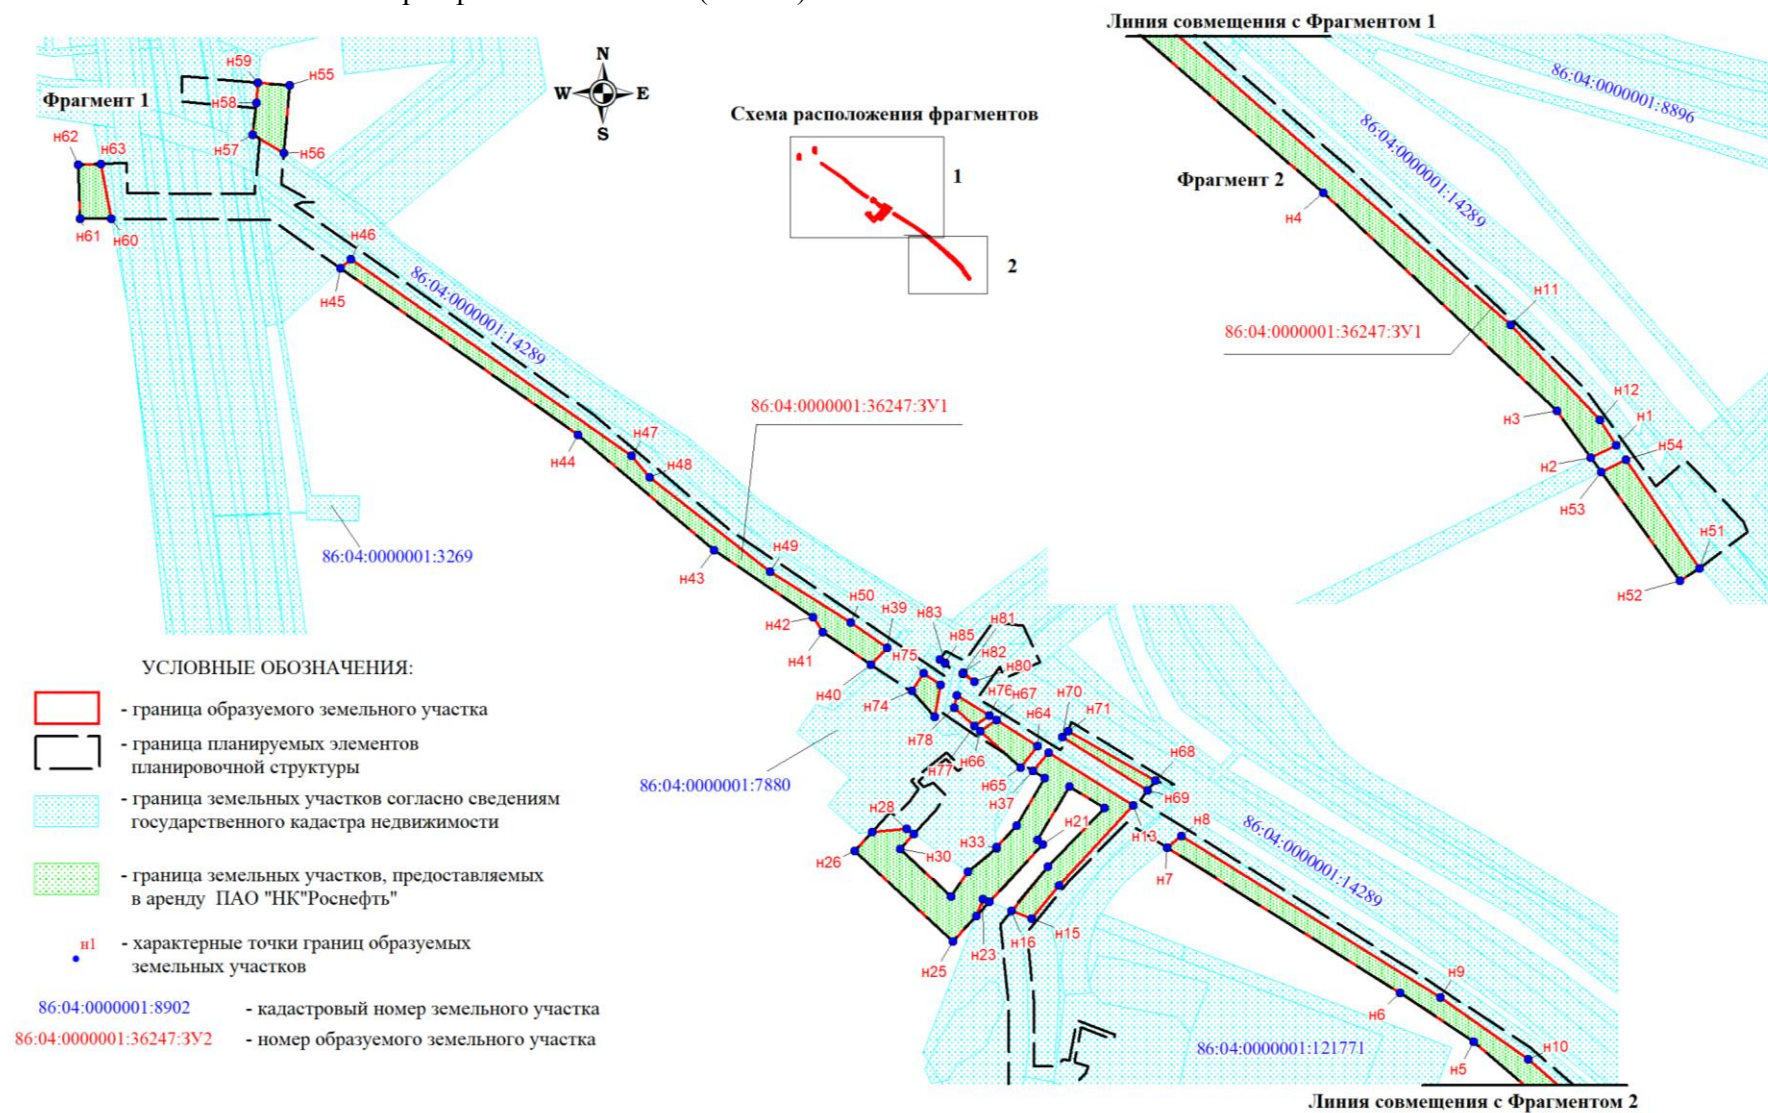 Линия совмещения с Фрагментом 1
Фрагмент 1
N
W
E
S
Схема расположения фрагментов
1
2
Фрагмент 2
86:04:0000001:8896
86:04:0000001:14289
86:04:0000001:36247:ЗУ1
н4
н11
н12
н1
н3
н54
н2
н53
н51
н52
н59
н55
н58
н57
н56
н62
н63
н61
н60
н46
н45
86:04:0000001:14289
86:04:0000001:36247:ЗУ1
н47
н44
н48
86:04:0000001:3269
н49
н43
н50
н39
н42
н41
н40
н83
н85
н81
н82
н80
н75
н74
н76
н67
н70
н71
н64
н78
н77
н66
н65
н68
н69
86:04:0000001:7880
н37
н28
н21
н13
н8
н33
н26
н30
н7
86:04:0000001:14289
н16
н15
н23
н25
н9
н6
н5
н10
86:04:0000001:121771
Линия совмещения с Фрагментом 2
УСЛОВНЫЕ ОБОЗНАЧЕНИЯ:
- граница образуемого земельного участка
- граница планируемых элементов
планировочной структуры
- граница земельных участков согласно сведениям
государственного кадастра недвижимости
- граница земельных участков, предоставляемых
в аренду ПАО "НК"Роснефть"
н1
- характерные точки границ образуемых
земельных участков
86:04:0000001:8902 - кадастровый номер земельного участка
86:04:0000001:36247:ЗУ2 - номер образуемого земельного участка